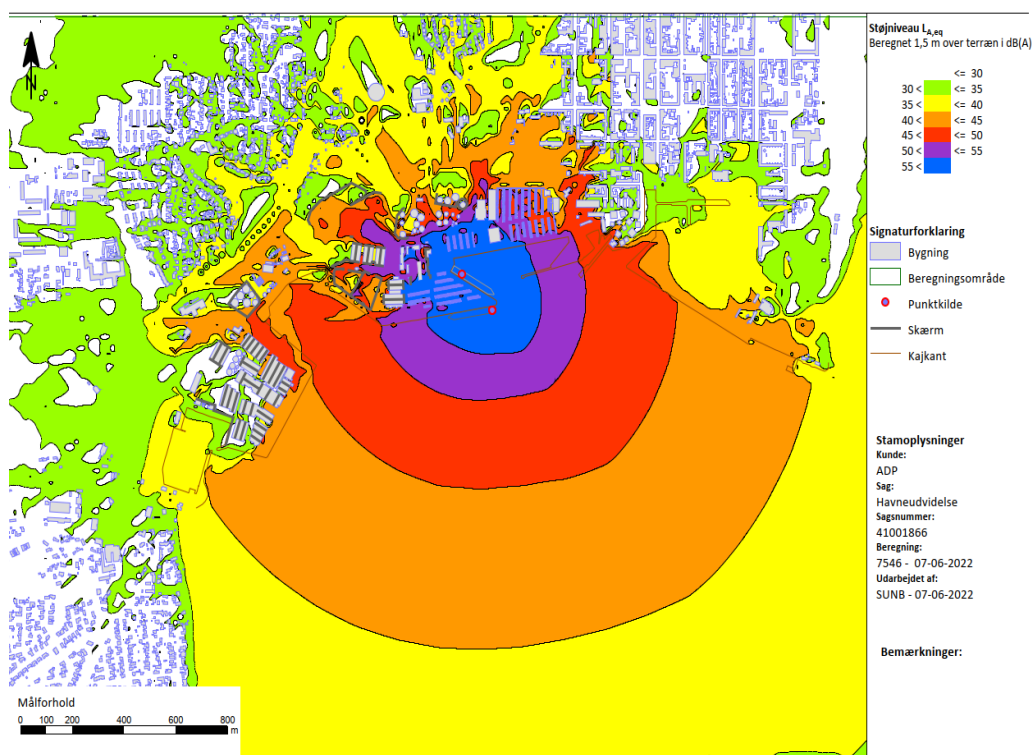 N
Støjniveau LA,eq
Beregnet 1,5 m over terræn i dB(A)
<= 30
30 < <= 35
35 < <= 40
40 < <= 45
45 < <= 50
50 < <= 55
55 <
Signaturforklaring
Bygning
Beregningsområde
Punktkilde
Skærm
Kajkant
Stamoplysninger
Kunde:
ADP
Sag:
Havneudvidelse
Sagsnummer:
41001866
Beregning:
7546 - 07-06-2022
Udarbejdet af:
SUNB - 07-06-2022
Bemærkninger:
Målforhold
0 100 200 400 600 800
m